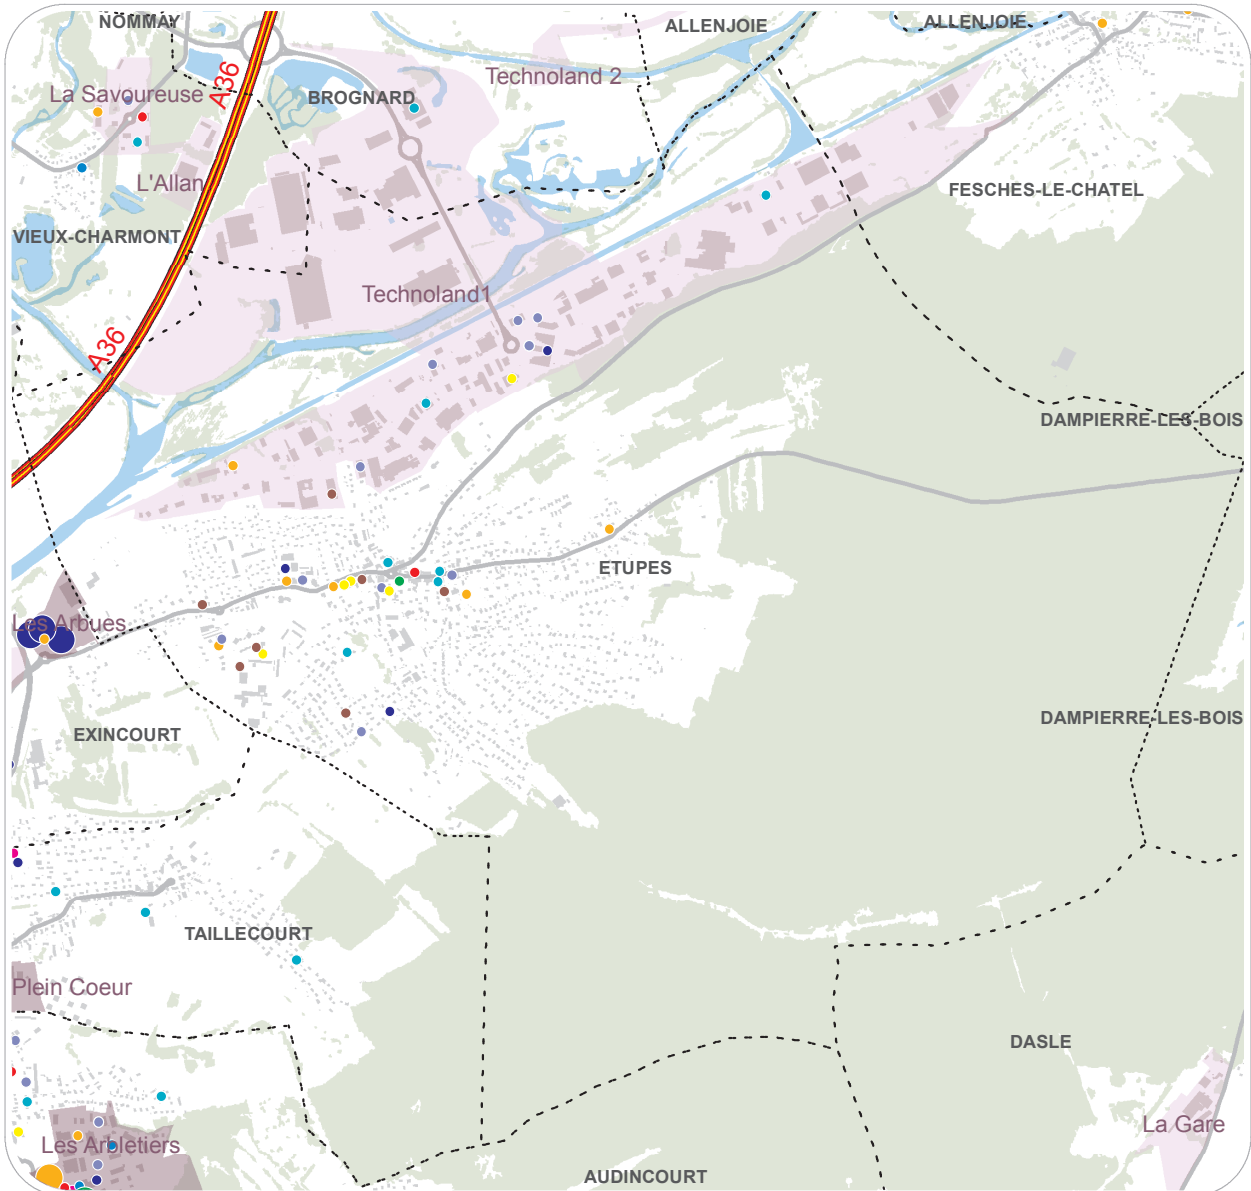 NOMMAY
ALLENJOIE
ALLENJOIE
Technoland 2
A36
La Savoureuse
BROGNARD
L'Allan
FESCHES-LE-CHATEL
VIEUX-CHARMONT
Technoland1
A36
DAMPIERRE-LES-BOIS
ETUPES
Les Arbues
DAMPIERRE-LES-BOIS
EXINCOURT
TAILLECOURT
Plein Coeur
DASLE
La Gare
Les Arbletiers
AUDINCOURT